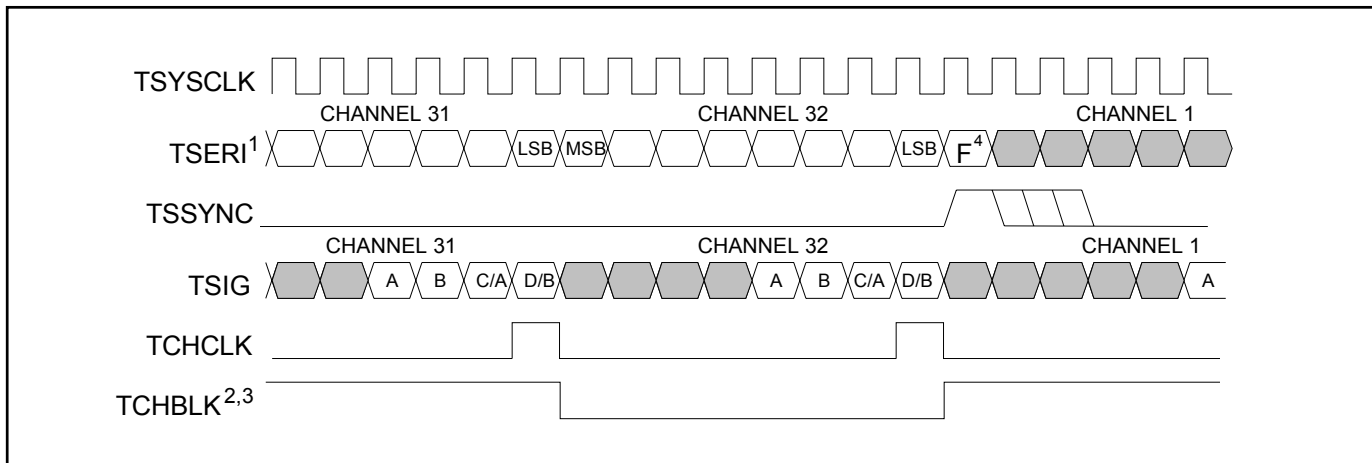 TSYSCLK
CHANNEL 31 CHANNEL 32 CHANNEL 1
TSERI1 LSB MSB LSB F4
TSSYNC
CHANNEL 31 CHANNEL 32 CHANNEL 1
TSIG A B C/A D/B A B C/A D/B A
TCHCLK
TCHBLK2,3